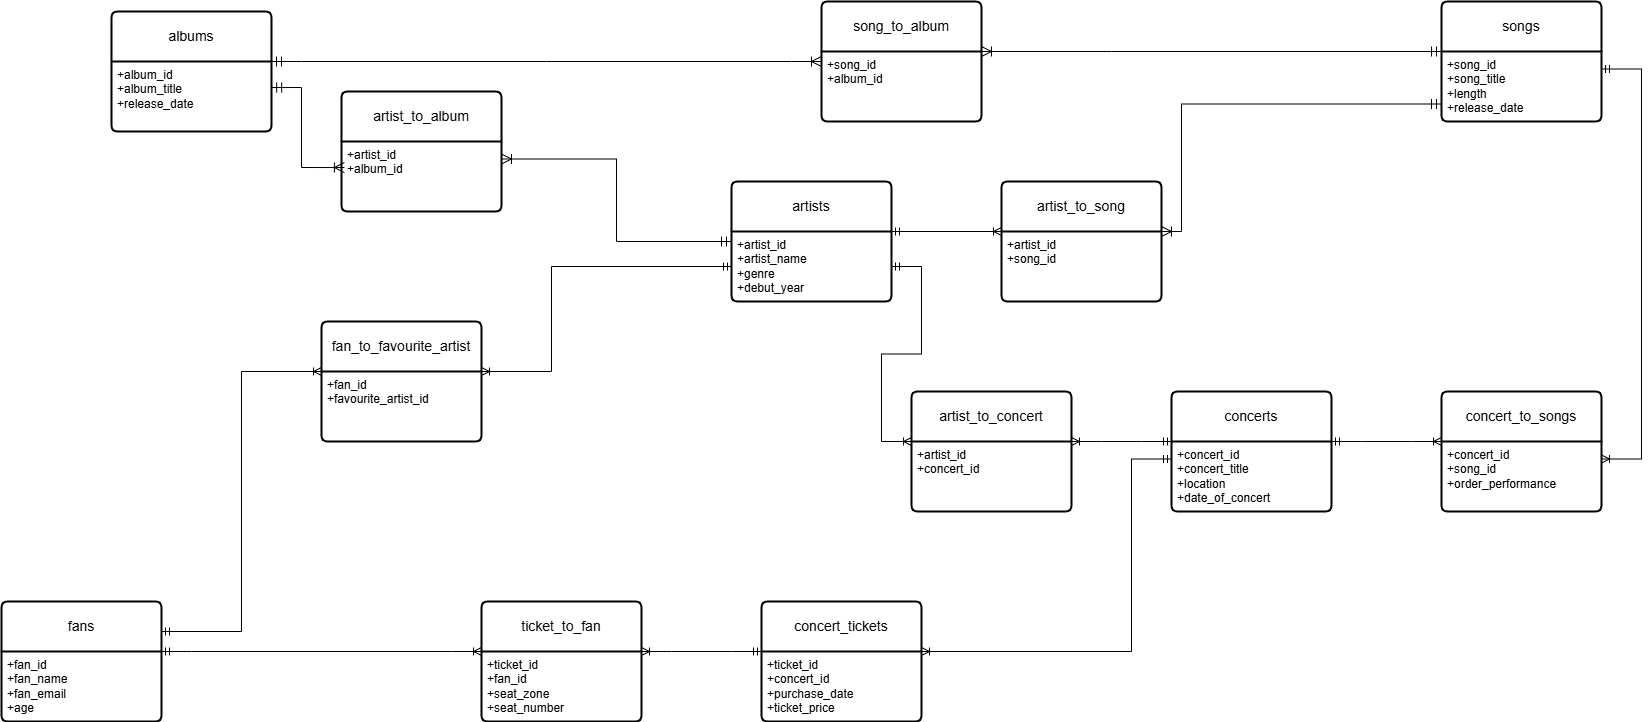 albums
+album_id
+album_title
+release_date
song_to_album
+song_id
+album_id
songs
+song_id
+song_title
+length
+release_date
artist_to_album
+artist_id
+album_id
artists
+artist_id
+artist_name
+genre
+debut_year
artist_to_song
+artist_id
+song_id
fan_to_favourite_artist
+fan_id
+favourite_artist_id
artist_to_concert
+artist_id
+concert_id
concerts
+concert_id
+concert_title
+location
+date_of_concert
concert_to_songs
+concert_id
+song_id
+order_performance
fans
+fan_id
+fan_name
+fan_email
+age
ticket_to_fan
+ticket_id
+fan_id
+seat_zone
+seat_number
concert_tickets
+ticket_id
+concert_id
+purchase_date
+ticket_price